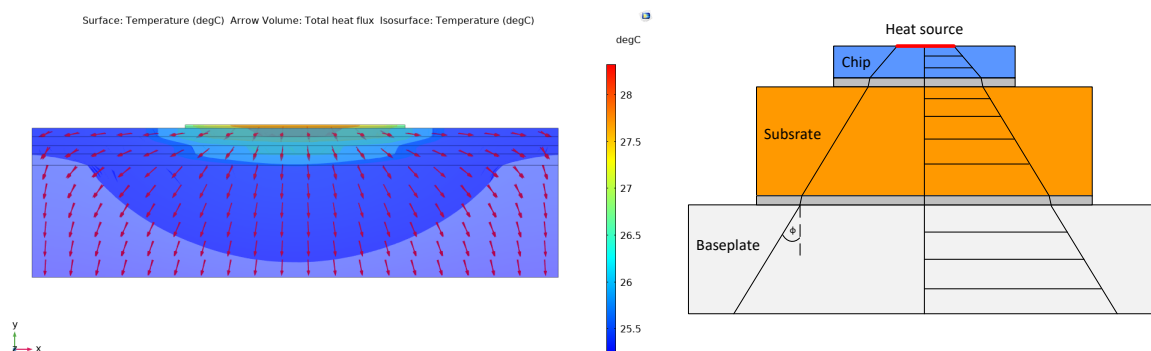 Surface: Temperature (degC)  Arrow Volume: Total heat flux  Isosurface: Temperature (degC)
degC
28
27.5
27
26.5
26
25.5
y
z
x
Heat source
Chip
Subsrate
Baseplate
ϕ